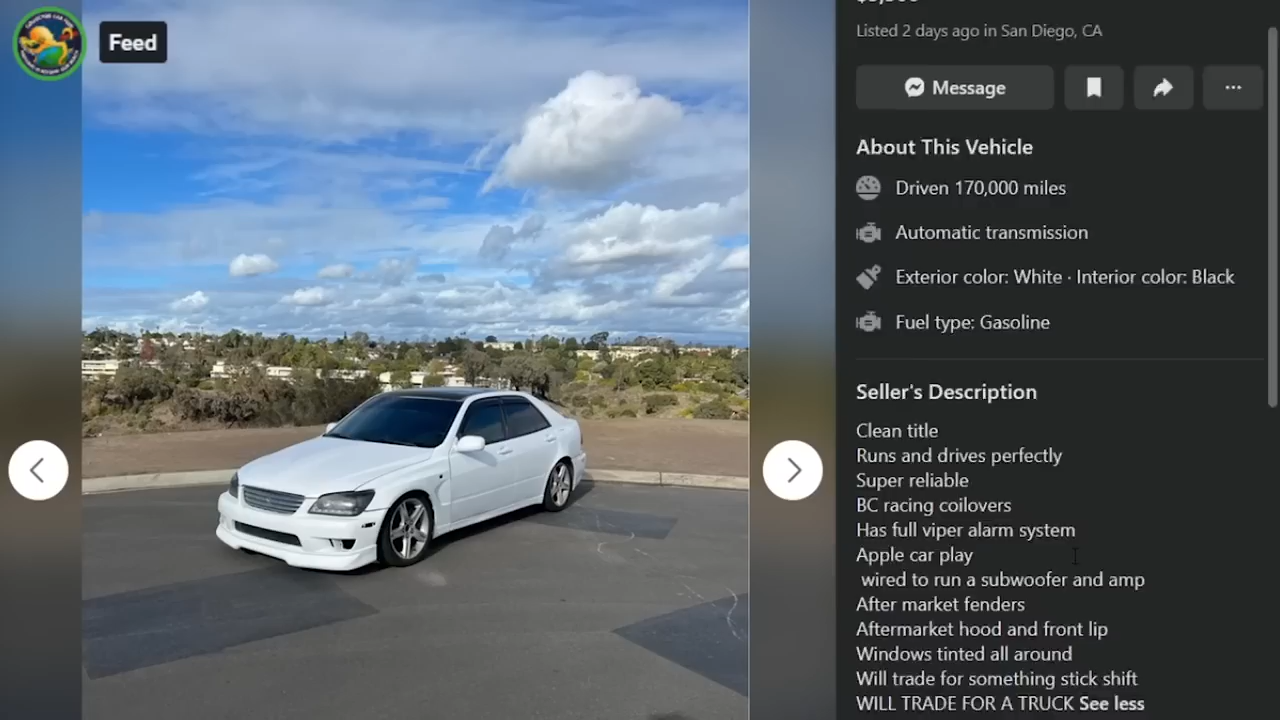 Feed
Listed 2 days ago in San Diego, CA
Message
About This Vehicle
Driven 170,000 miles
Automatic transmission
Exterior color: White · Interior color: Black
Fuel type: Gasoline
Seller's Description
Clean title
Runs and drives perfectly
Super reliable
BC racing coilovers
Has full viper alarm system
Apple car play
wired to run a subwoofer and amp
After market fenders
Aftermarket hood and front lip
Windows tinted all around
Will trade for something stick shift
WILL TRADE FOR A TRUCK See less